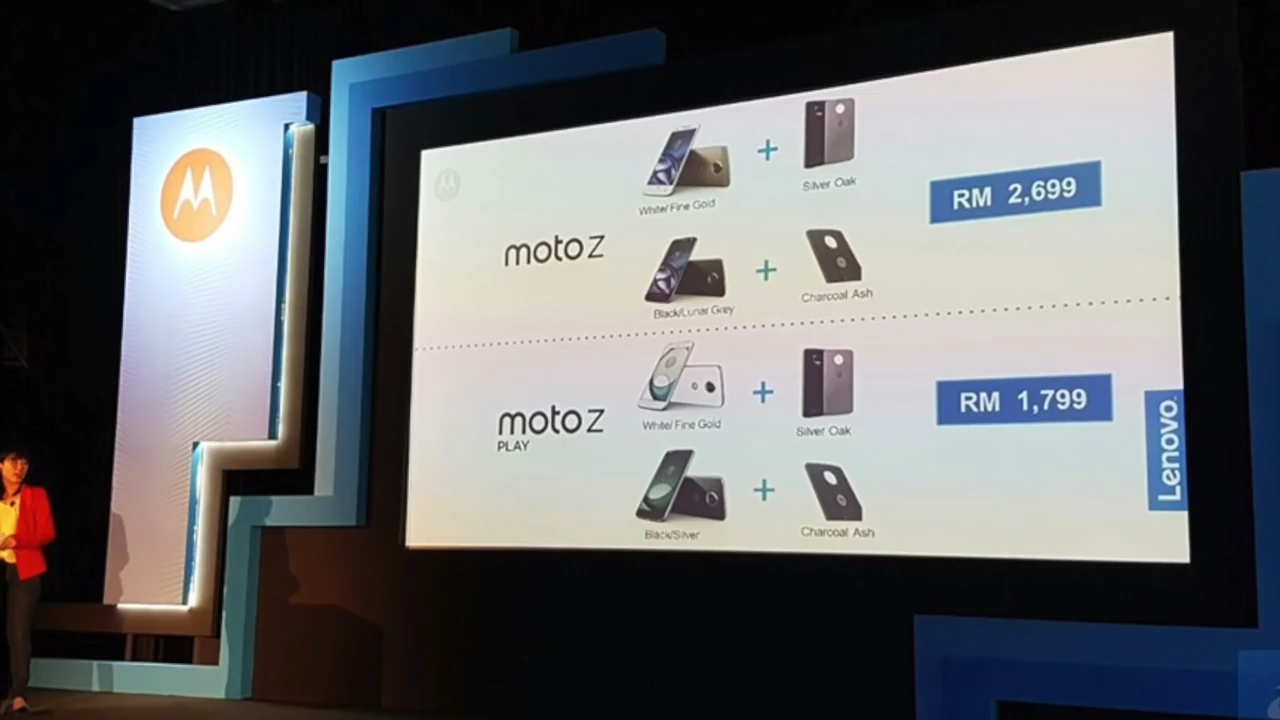 White/Fine Gold
+
Silver Oak
RM 2,699
moto z
Black/Lunar Grey
+
Charcoal Ash
White/Fine Gold
+
Silver Oak
RM 1,799
moto z
PLAY
Black/Silver
+
Charcoal Ash
Lenovo